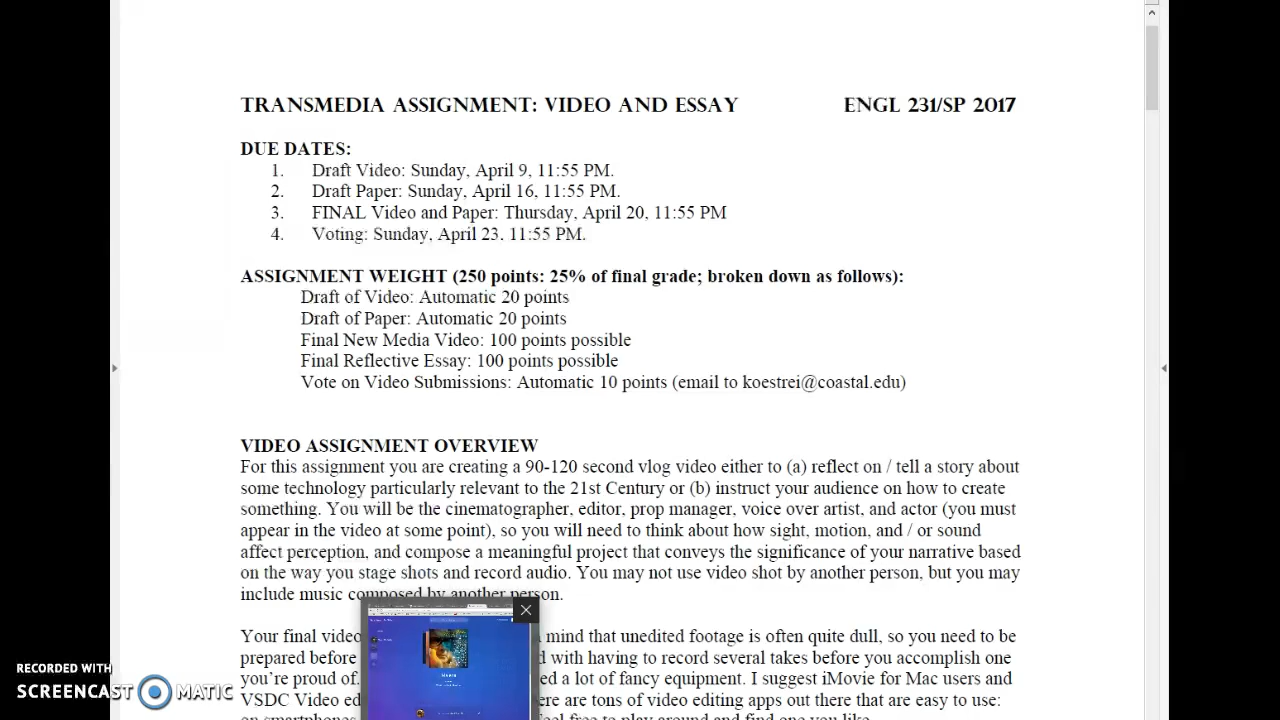 TRANSMEDIA ASSIGNMENT: VIDEO AND ESSAY ENGL 231/SP 2017
DUE DATES:
1. Draft Video: Sunday, April 9, 11:55 PM.
2. Draft Paper: Sunday, April 16, 11:55 PM.
3. FINAL Video and Paper: Thursday, April 20, 11:55 PM
4. Voting: Sunday, April 23. 11:55 PM.
ASSIGNMENT WEIGHT (250 points: 25% of final grade; broken down as follows):
Draft of Video: Automatic 20 points
Draft of Paper: Automatic 20 points
Final New Media Video: 100 points possible
Final Reflective Essay: 100 points possible
Vote on Video Submissions: Automatic 10 points (email to koestrei@coastal.edu)
VIDEO ASSIGNMENT OVERVIEW
For this assignment you are creating a 90-120 second vlog video either to (a) reflect on / tell a story about
some technology particularly relevant to the 21st Century or (b) instruct your audience on how to create
something. You will be the cinematographer, editor, prop manager, voice over artist, and actor (you must
appear in the video at some point), so you will need to think about how sight, motion, and / or sound
affect perception, and compose a meaningful project that conveys the significance of your narrative based
on the way you stage shots and record audio. You may not use video shot by another person, but you may
include music composed by another person.
Your final video mind that unedited footage is often quite dull, so you need to be
prepared before with having to record several takes before you accomplish one
you're proud of. a lot of fancy equipment. I suggest iMovie for Mac users and
VSDC Video there are tons of video editing apps out there that are easy to use:
on smartphones feel free to play around and find one you like.
RECORDED WITH
SCREENCAST MATIC